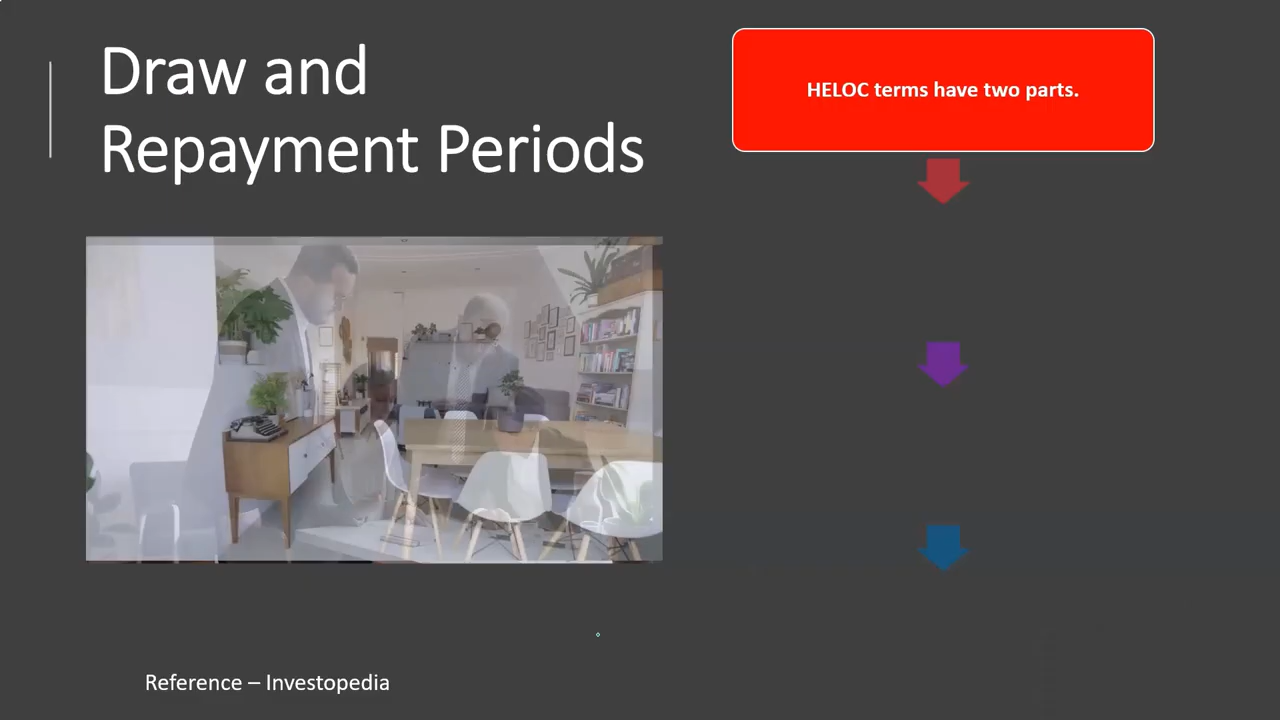 Draw and
Repayment Periods
HELOC terms have two parts.
Reference – Investopedia